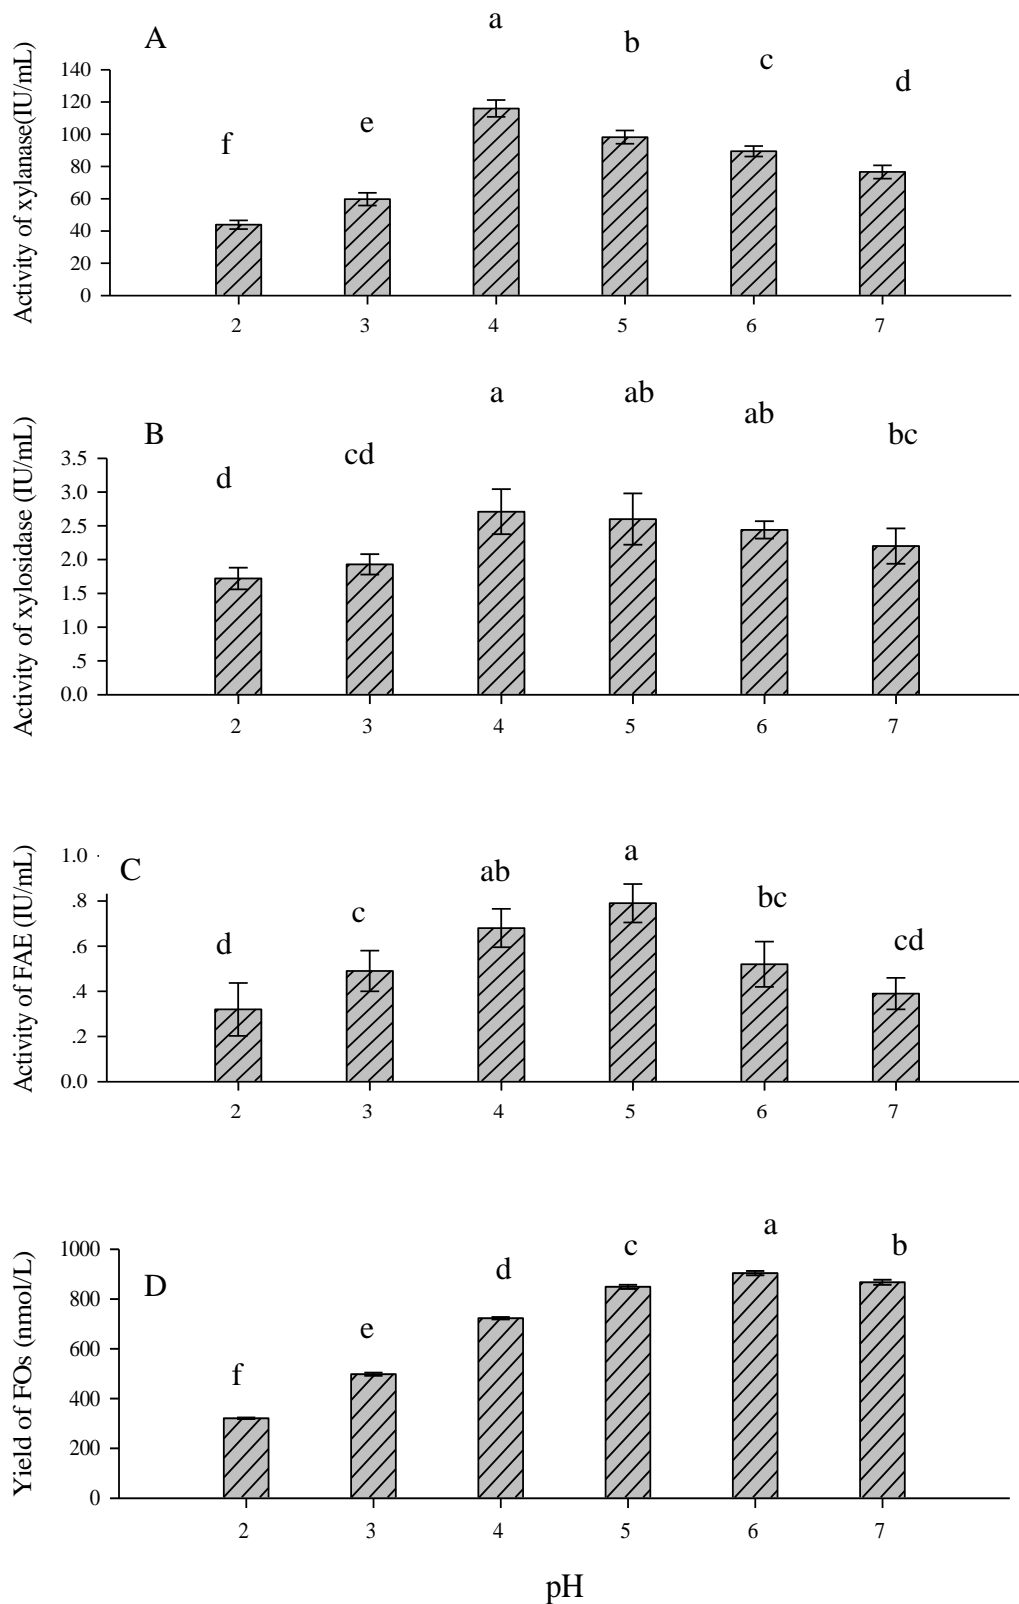 A
a
b
c
d
e
f
Activity of xylanase(IU/mL)
140
120
100
80
60
40
20
0
2 3 4 5 6 7
B
a
ab
ab
bc
cd
d
Activity of xylosidase (IU/mL)
3.5
3.0
2.5
2.0
1.5
1.0
.5
0.0
2 3 4 5 6 7
C
a
ab
bc
c
cd
d
Activity of FAE (IU/mL)
1.0
.8
.6
.4
.2
0.0
2 3 4 5 6 7
D
a
b
c
d
e
f
Yield of FOs (nmol/L)
1000
800
600
400
200
0
2 3 4 5 6 7
pH